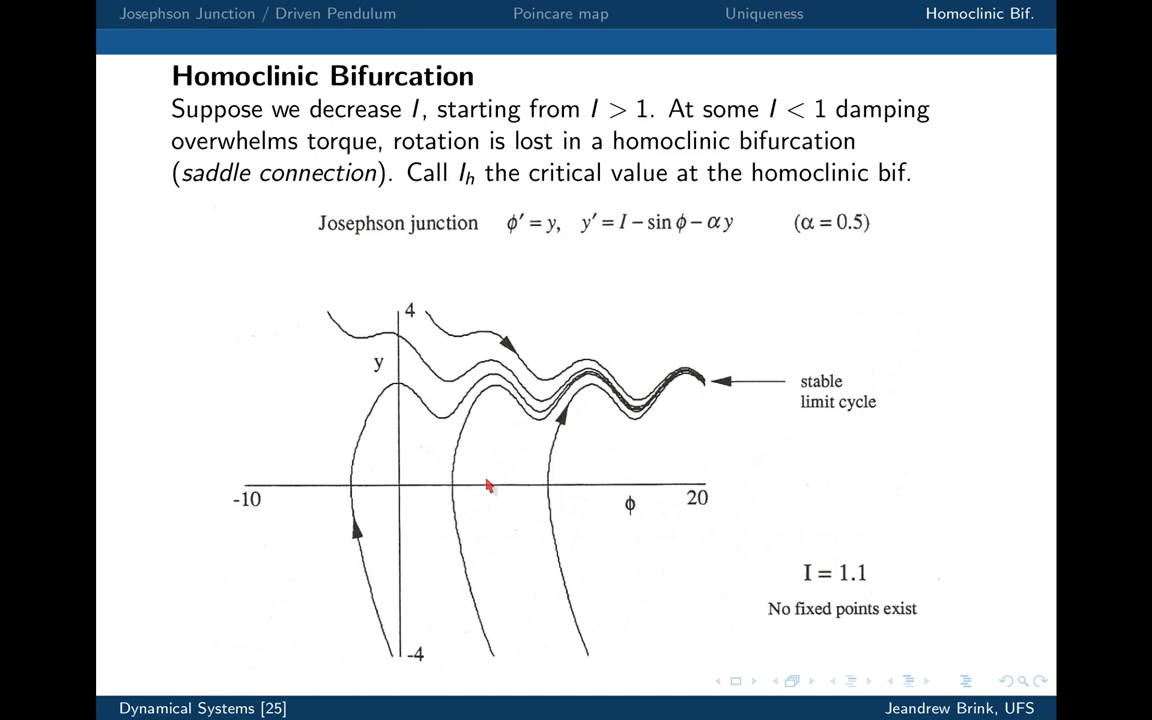 Josephson Junction / Driven Pendulum Poincare map Uniqueness Homoclinic Bif.
Homoclinic Bifurcation
Suppose we decrease I, starting from I > 1. At some I < 1 damping
overwhelms torque, rotation is lost in a homoclinic bifurcation
(saddle connection). Call Iₕ the critical value at the homoclinic bif.
Josephson junction ϕ′ = y, y′ = I − sin ϕ − αy (α = 0.5)
4
y
stable
limit cycle
-10
ϕ
20
I = 1.1
No fixed points exist
-4
Dynamical Systems [25] Jeandrew Brink, UFS